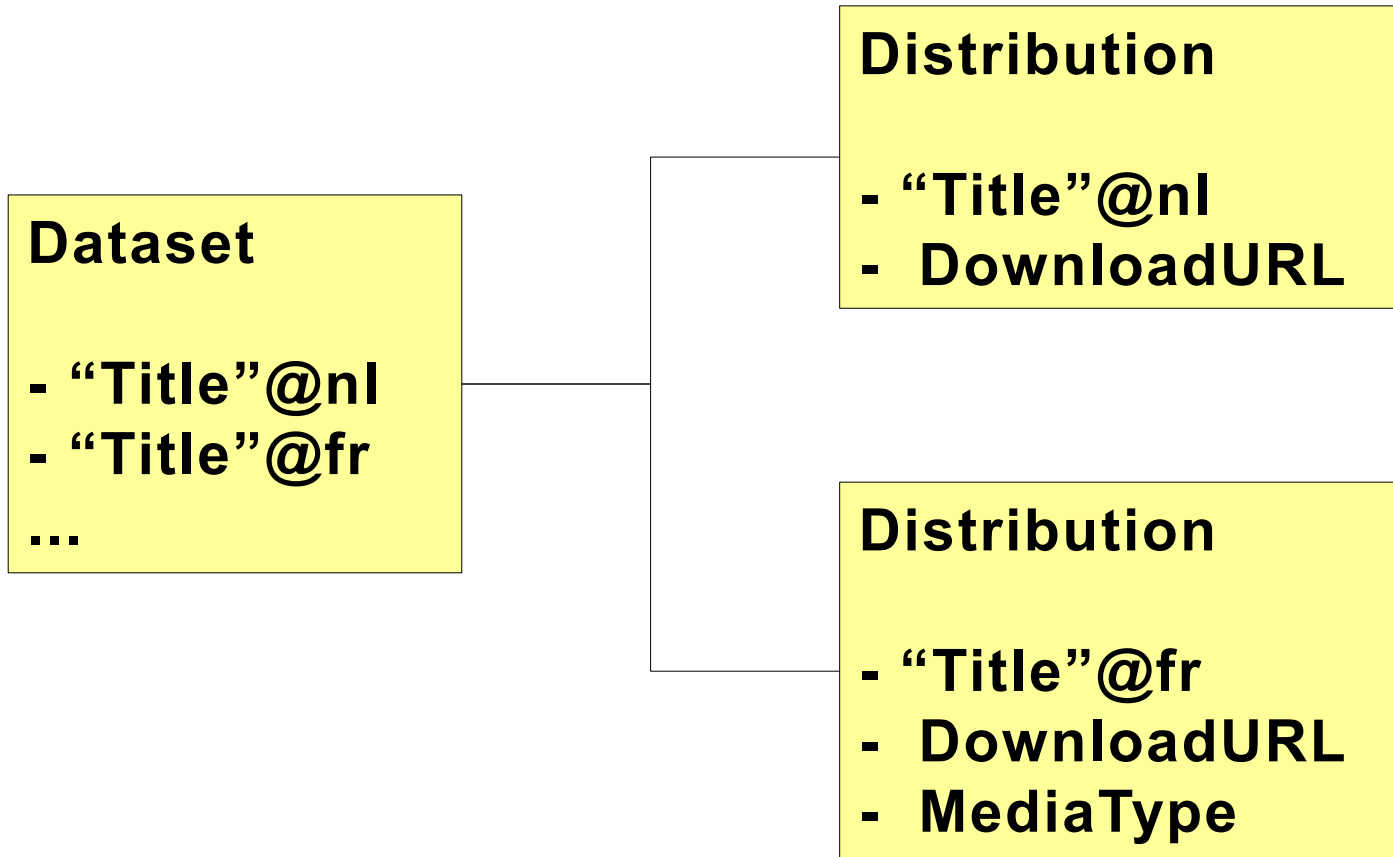 Dataset
- “Title”@nl
- “Title”@fr
...
Distribution
- “Title”@nl
- DownloadURL
Distribution
- “Title”@fr
- DownloadURL
- MediaType